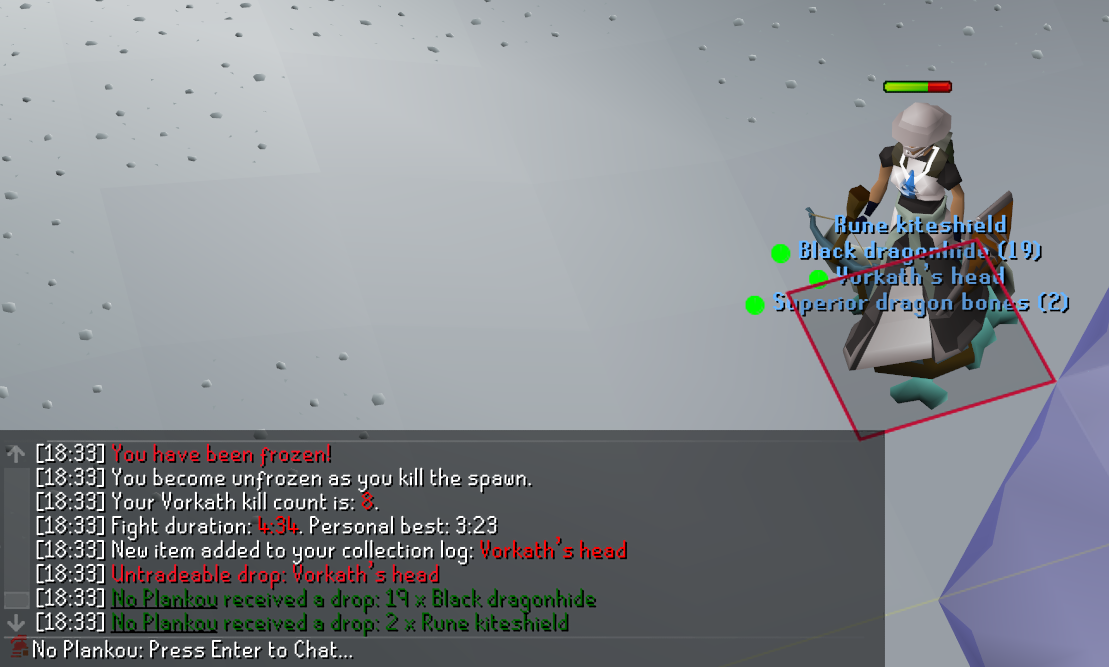 Rune kiteshield
Black dragonhide (19)
Vorkath's head
Superior dragon bones (2)
[18:33] You have been frozen!
[18:33] You become unfrozen as you kill the spawn.
[18:33] Your Vorkath kill count is: 8.
[18:33] Fight duration: 4:34. Personal best: 3:23
[18:33] New item added to your collection log: Vorkath's head
[18:33] Untradeable drop: Vorkath's head
[18:33] No Plankou received a drop: 19 x Black dragonhide
[18:33] No Plankou received a drop: 2 x Rune kiteshield
No Plankou: Press Enter to Chat...